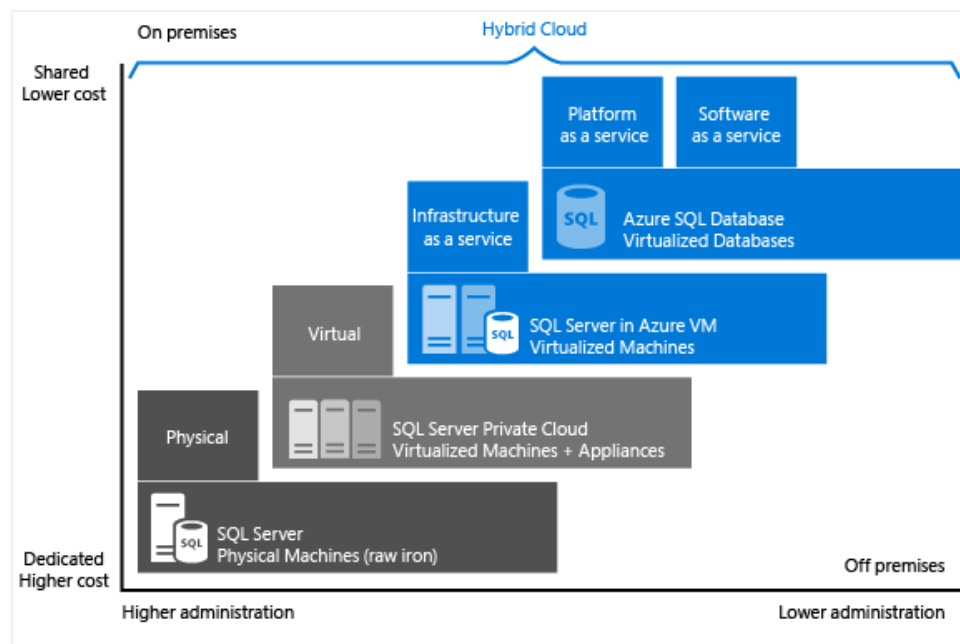 On premises
Hybrid Cloud
Shared
Lower cost
Platform
as a service
Software
as a service
Infrastructure
as a service
SQL
Azure SQL Database
Virtualized Databases
Virtual
SQL
SQL Server in Azure VM
Virtualized Machines
Physical
SQL Server Private Cloud
Virtualized Machines + Appliances
SQL
SQL Server
Physical Machines (raw iron)
Dedicated
Higher cost
Off premises
Higher administration
Lower administration